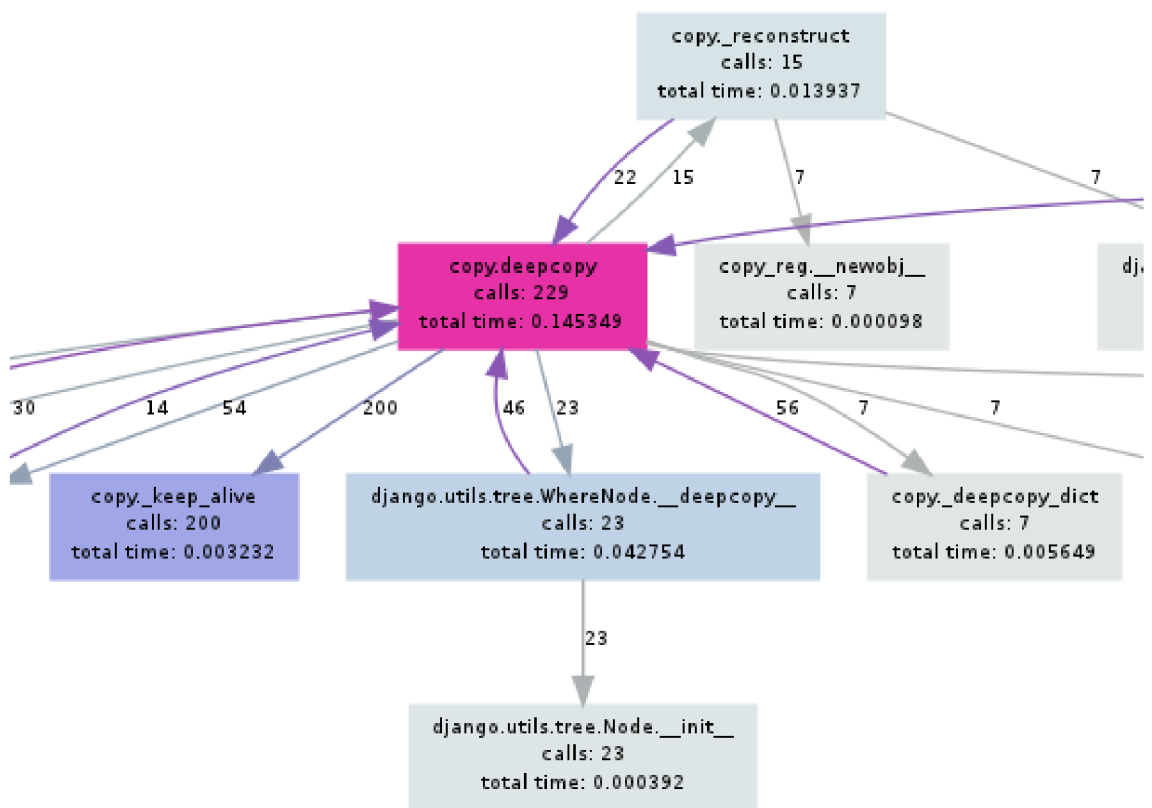 copy._reconstruct
calls: 15
total time: 0.013937
22
15
7
7
copy.deepcopy
calls: 229
total time: 0.145349
copy_reg.__newobj__
calls: 7
total time: 0.000098
dj
30
14
54
200
46
23
56
7
7
copy._keep_alive
calls: 200
total time: 0.003232
django.utils.tree.WhereNode.__deepcopy__
calls: 23
total time: 0.042754
copy._deepcopy_dict
calls: 7
total time: 0.005649
23
django.utils.tree.Node.__init__
calls: 23
total time: 0.000392